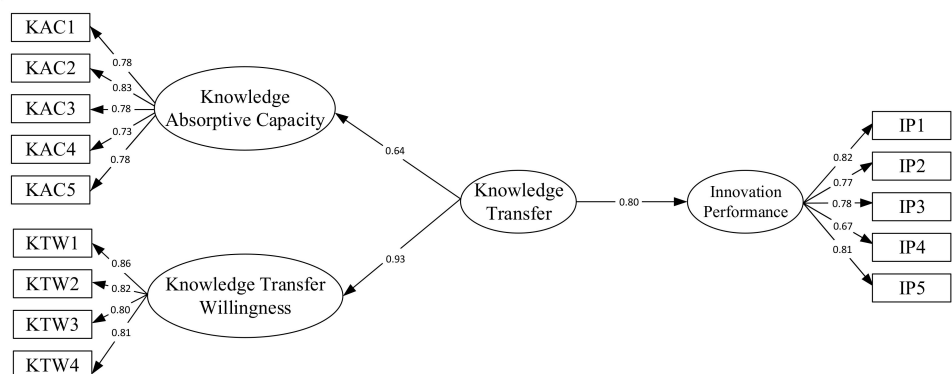 KAC1
KAC2
KAC3
KAC4
KAC5
0.78
0.83
0.78
0.73
0.78
Knowledge
Absorptive Capacity
0.64
KTW1
KTW2
KTW3
KTW4
0.86
0.82
0.80
0.81
Knowledge Transfer
Willingness
0.93
Knowledge
Transfer
0.80
Innovation
Performance
0.82
0.77
0.78
0.67
0.81
IP1
IP2
IP3
IP4
IP5